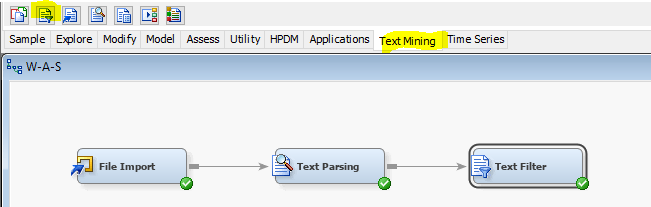 Sample Explore Modify Model Assess Utility HPDM Applications Text Mining Time Series
W-A-S
File Import Text Parsing Text Filter